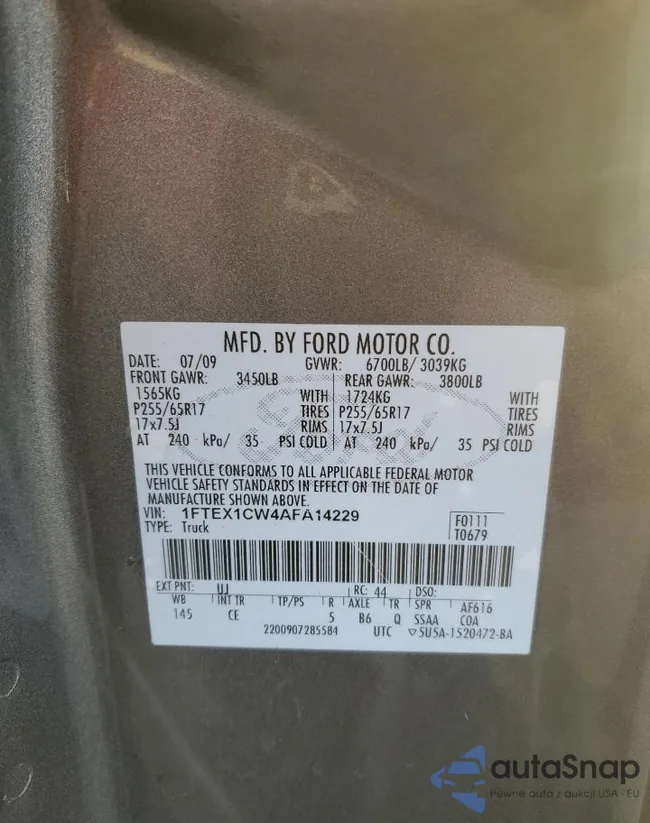 MFD. BY FORD MOTOR CO.
DATE: 07/09 GVWR: 6700LB/ 3039KG
FRONT GAWR: 3450LB REAR GAWR: 3800LB
1565KG WITH 1724KG WITH
P255/65R17 TIRES P255/65R17 TIRES
17x7.5J RIMS 17x7.5J RIMS
AT 240 kPa/ 35 PSI COLD AT 240 kPa/ 35 PSI COLD
Ford
THIS VEHICLE CONFORMS TO ALL APPLICABLE FEDERAL MOTOR
VEHICLE SAFETY STANDARDS IN EFFECT ON THE DATE OF
MANUFACTURE SHOWN ABOVE.
VIN: 1FTEX1CW4AFA14229 F0111
TYPE: Truck T0679
EXT PNT: UJ RC: 44 DSO:
WB INT TR TP/PS R AXLE TR SPR AF616
145 CE 5 B6 Q SSAA COA
2200907285584 UTC ▽5U5A-1520472-BA
autaSnap
Pewne auta z aukcji USA i EU